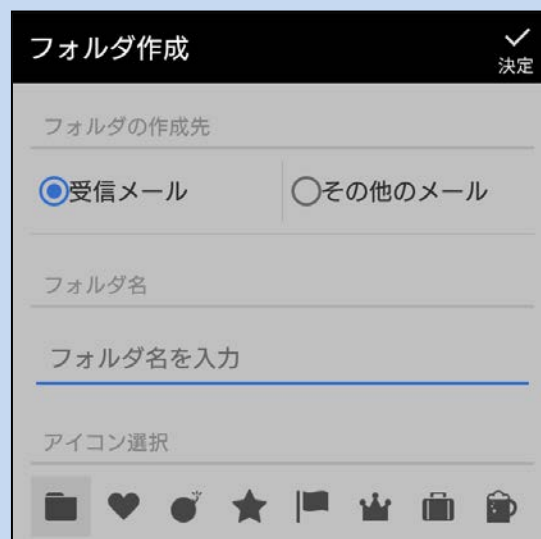 フォルダ作成
決定
フォルダの作成先
受信メール
その他のメール
フォルダ名
フォルダ名を入力
アイコン選択